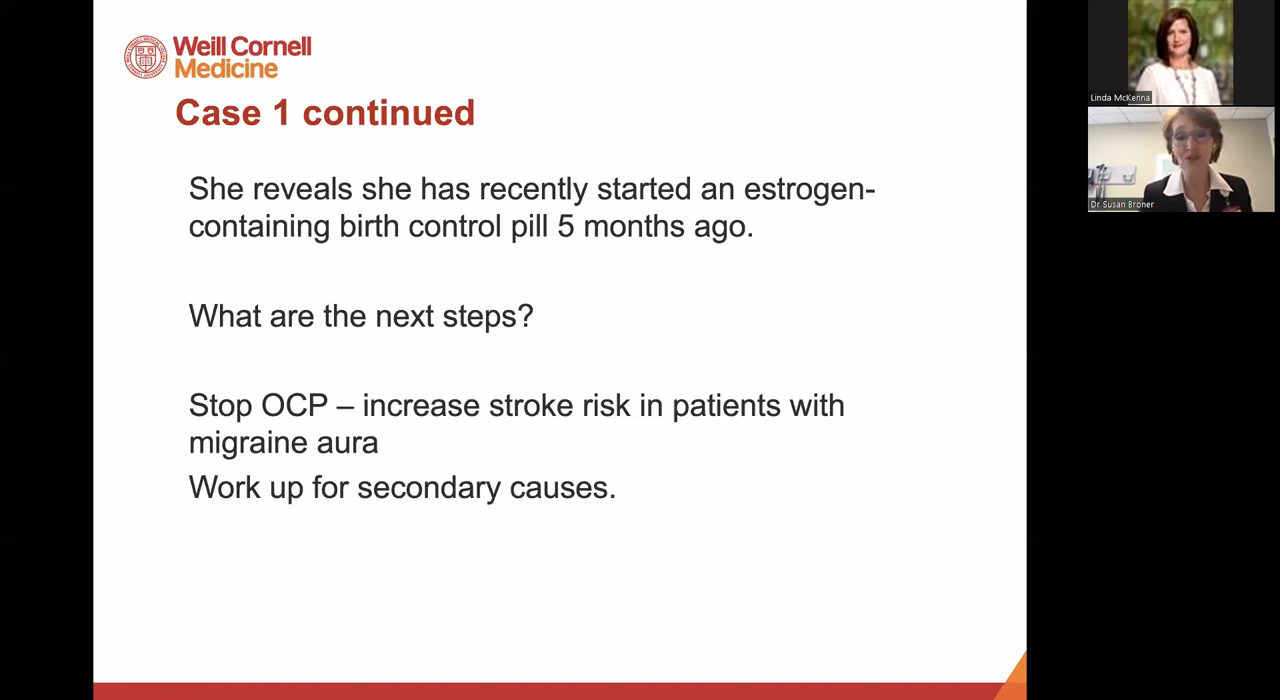 Weill Cornell
Medicine
Case 1 continued
She reveals she has recently started an estrogen-
containing birth control pill 5 months ago.
What are the next steps?
Stop OCP – increase stroke risk in patients with
migraine aura
Work up for secondary causes.
Linda McKenna
Dr Susan Broner